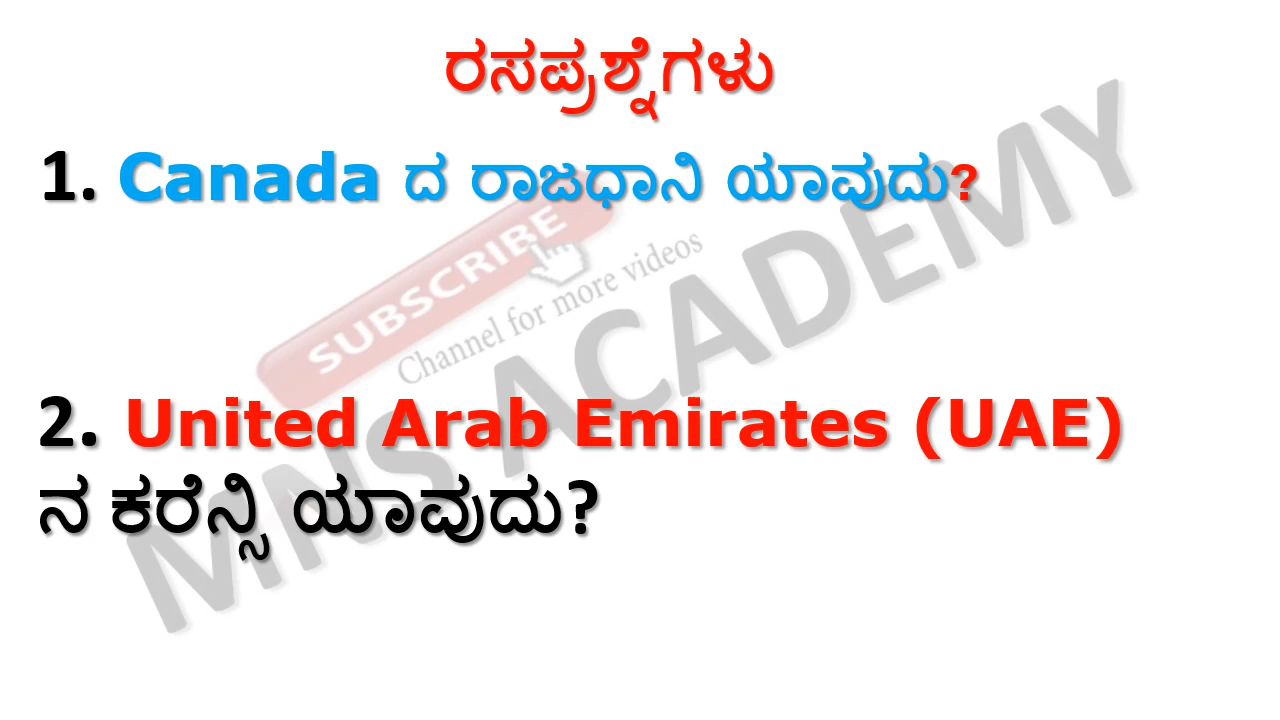 ರಸಪ್ರಶ್ನೆಗಳು
1. Canada ದ ರಾಜಧಾನಿ ಯಾವುದು?
SUBSCRIBE
Channel for more videos
MNS ACADEMY
2. United Arab Emirates (UAE)
ನ ಕರೆನ್ಸಿ ಯಾವುದು?